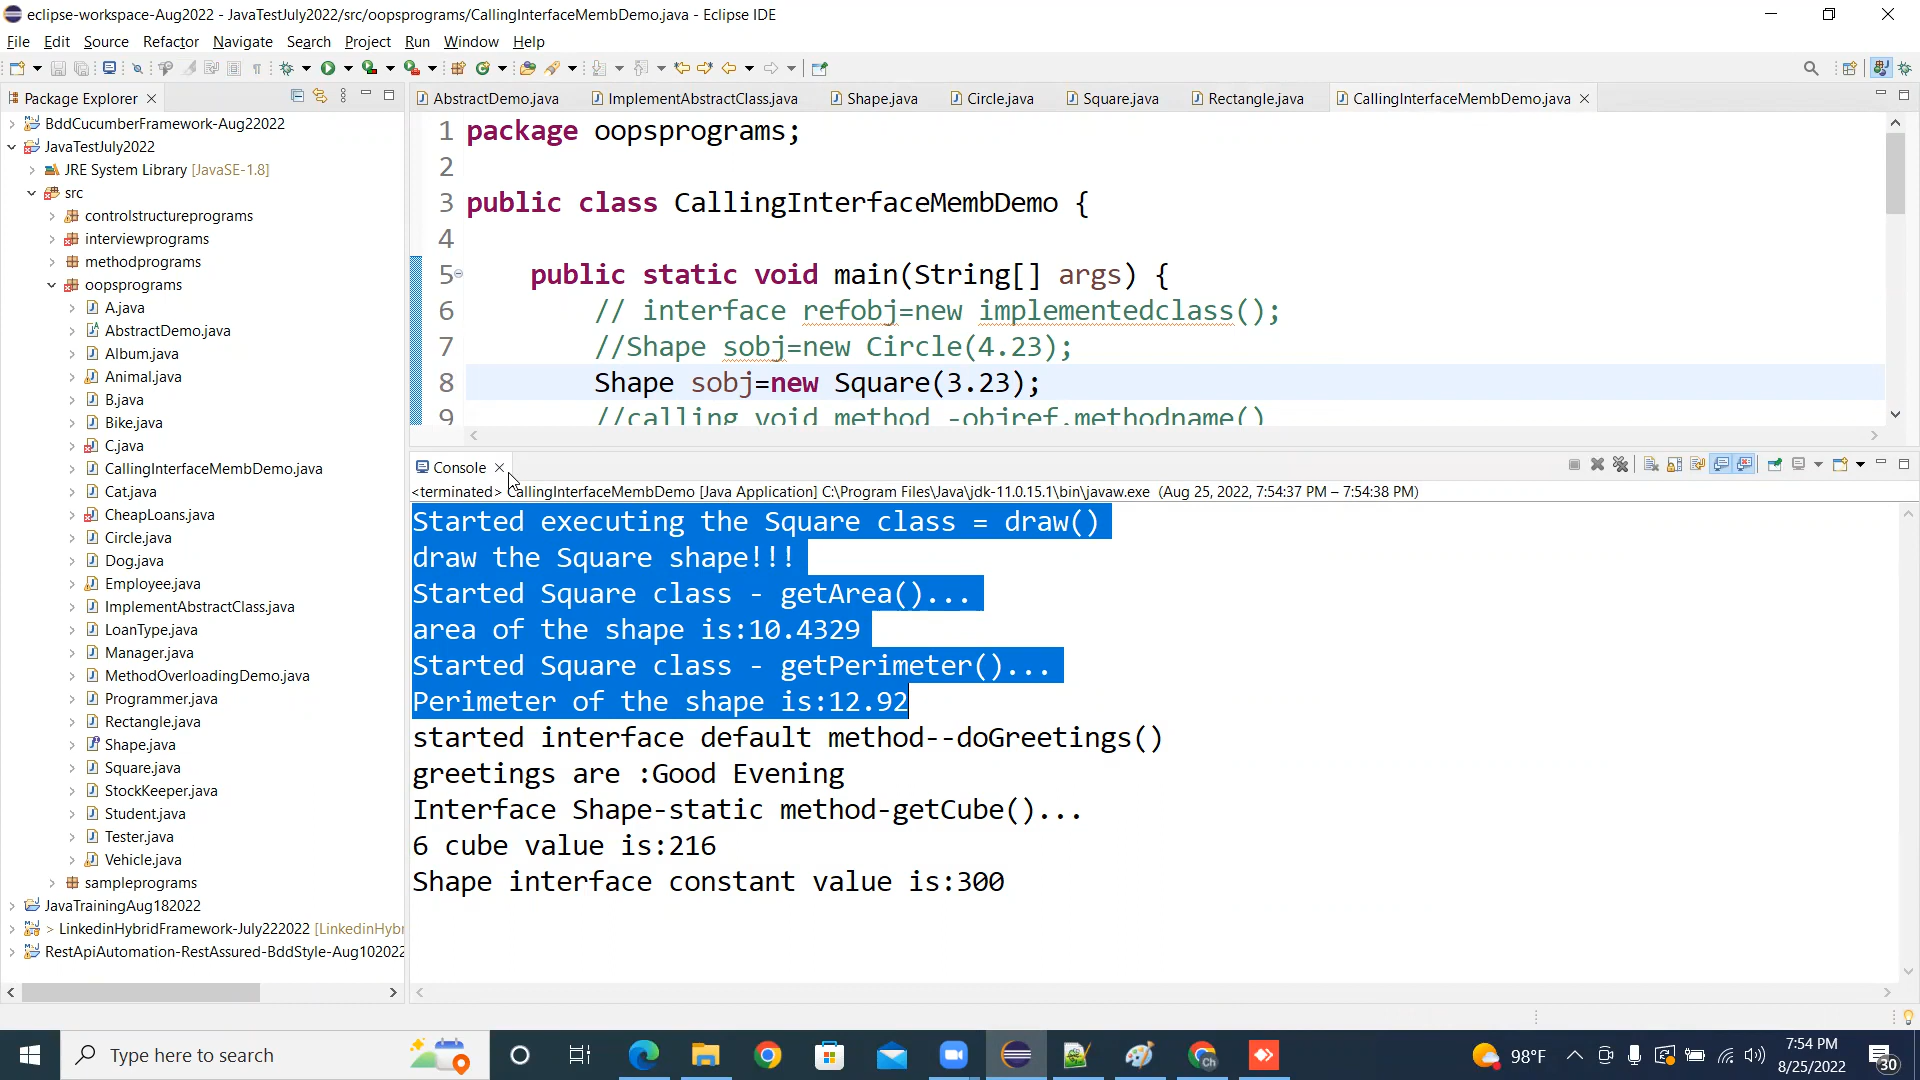 eclipse-workspace-Aug2022 - JavaTestJuly2022/src/oopsprograms/CallingInterfaceMembDemo.java - Eclipse IDE
File Edit Source Refactor Navigate Search Project Run Window Help
Package Explorer
BddCucumberFramework-Aug22022
JavaTestJuly2022
JRE System Library [JavaSE-1.8]
src
controlstructureprograms
interviewprograms
methodprograms
oopsprograms
A.java
AbstractDemo.java
Album.java
Animal.java
B.java
Bike.java
C.java
CallingInterfaceMembDemo.java
Cat.java
CheapLoans.java
Circle.java
Dog.java
Employee.java
ImplementAbstractClass.java
LoanType.java
Manager.java
MethodOverloadingDemo.java
Programmer.java
Rectangle.java
Shape.java
Square.java
StockKeeper.java
Student.java
Tester.java
Vehicle.java
sampleprograms
JavaTrainingAug182022
> LinkedinHybridFramework-July222022 [LinkedinHybr
RestApiAutomation-RestAssured-BddStyle-Aug102022
AbstractDemo.java ImplementAbstractClass.java Shape.java Circle.java Square.java Rectangle.java CallingInterfaceMembDemo.java
1 package oopsprograms;
2
3 public class CallingInterfaceMembDemo {
4
5 public static void main(String[] args) {
6 // interface refobj=new implementedclass();
7 //Shape sobj=new Circle(4.23);
8 Shape sobj=new Square(3.23);
9 //calling void method -objref.methodname()
Console
<terminated> CallingInterfaceMembDemo [Java Application] C:\Program Files\Java\jdk-11.0.15.1\bin\javaw.exe (Aug 25, 2022, 7:54:37 PM – 7:54:38 PM)
Started executing the Square class = draw()
draw the Square shape!!!
Started Square class - getArea()...
area of the shape is:10.4329
Started Square class - getPerimeter()...
Perimeter of the shape is:12.92
started interface default method--doGreetings()
greetings are :Good Evening
Interface Shape-static method-getCube()...
6 cube value is:216
Shape interface constant value is:300
Type here to search
98°F
7:54 PM
8/25/2022
30